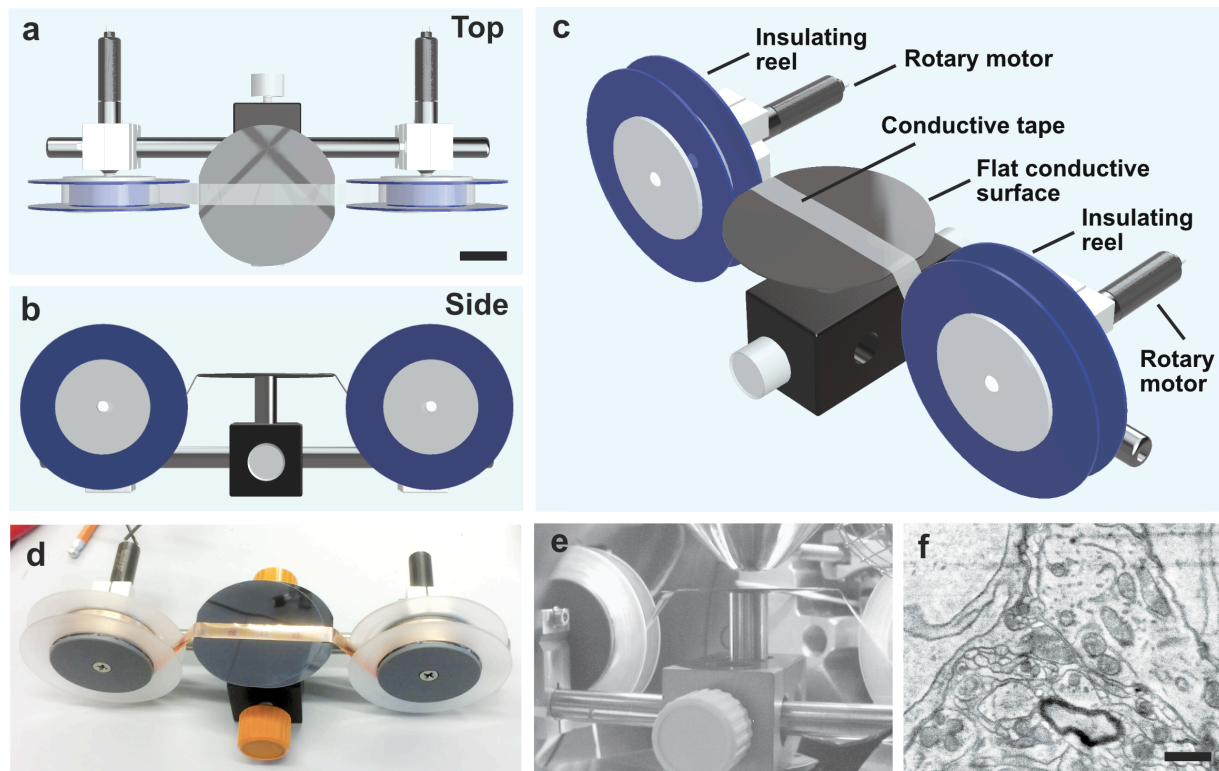 a
Top
b
Side
c
Insulating
reel
Rotary motor
Conductive tape
Flat conductive
surface
Insulating
reel
Rotary
motor
d
e
f